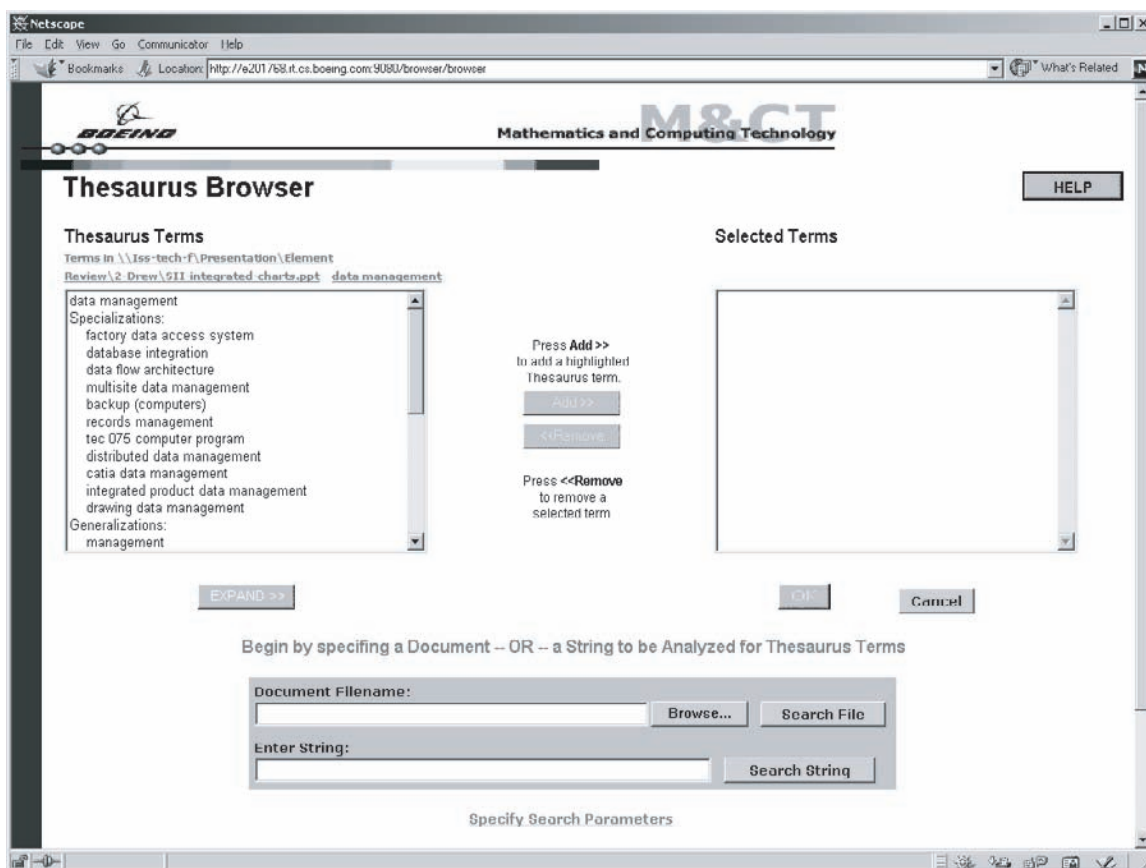 Netscape
File Edit View Go Communicator Help
Bookmarks Location: http://e201768.rt.cs.boeing.com:9080/browser/browser What's Related N
BOEING
M&CT
Mathematics and Computing Technology
Thesaurus Browser
HELP
Thesaurus Terms
Selected Terms
Terms in \\Iss-tech-f\Presentation\Element
Review\2-Drew\SII integrated charts.ppt data management
data management
Specializations:
factory data access system
database integration
data flow architecture
multisite data management
backup (computers)
records management
tec 075 computer program
distributed data management
catia data management
integrated product data management
drawing data management
Generalizations:
management
Press Add >>
to add a highlighted
Thesaurus term.
Add >>
<<Remove
Press <<Remove
to remove a
selected term
EXPAND >>
OK
Cancel
Begin by specifing a Document -- OR -- a String to be Analyzed for Thesaurus Terms
Document Filename:
Browse... Search File
Enter String:
Search String
Specify Search Parameters